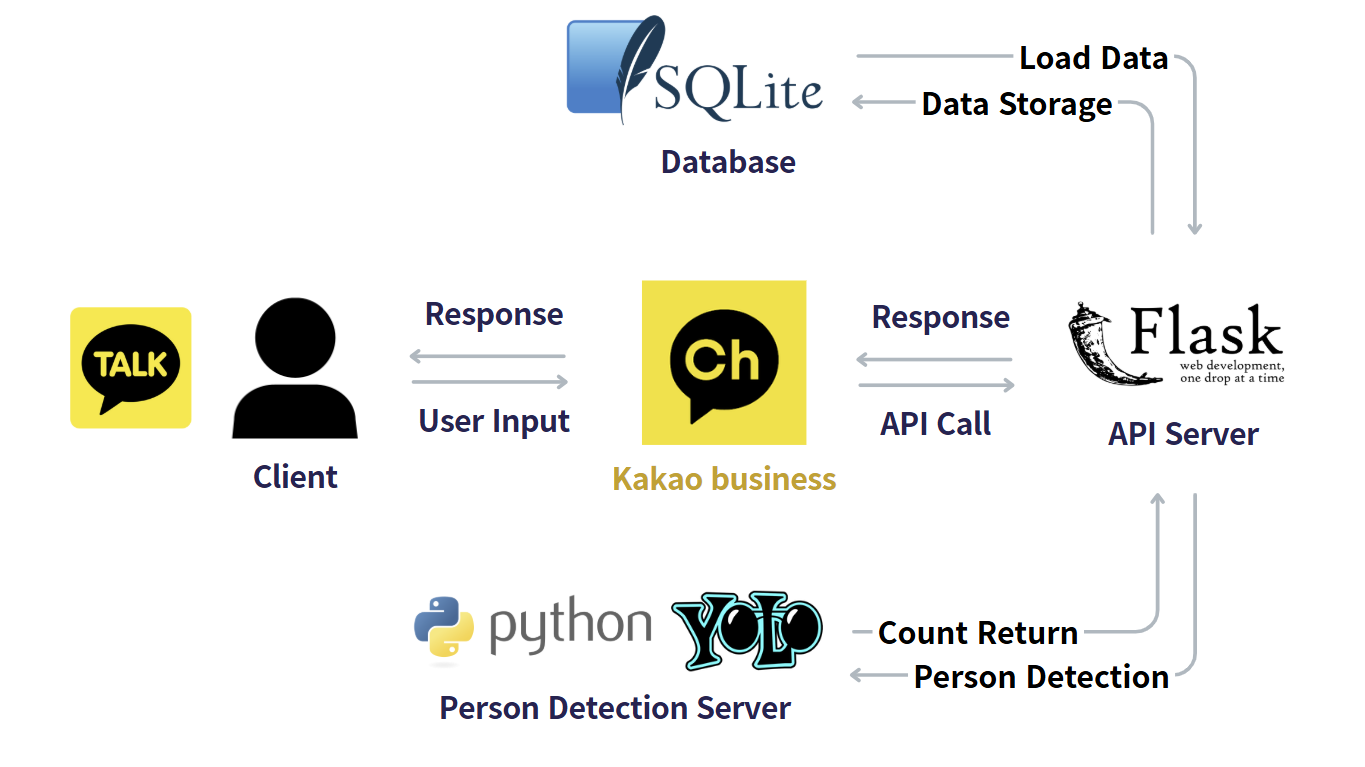 SQLite
Load Data
Data Storage
Database
TALK
Client
Response
User Input
Ch
Kakao business
Response
API Call
Flask
web development,
one drop at a time
API Server
python
YOLO
Person Detection Server
Count Return
Person Detection